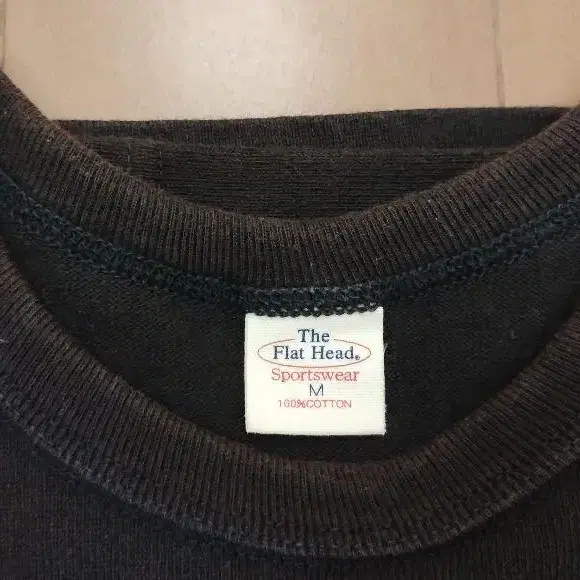 The
Flat Head®
Sportswear
M
100%COTTON